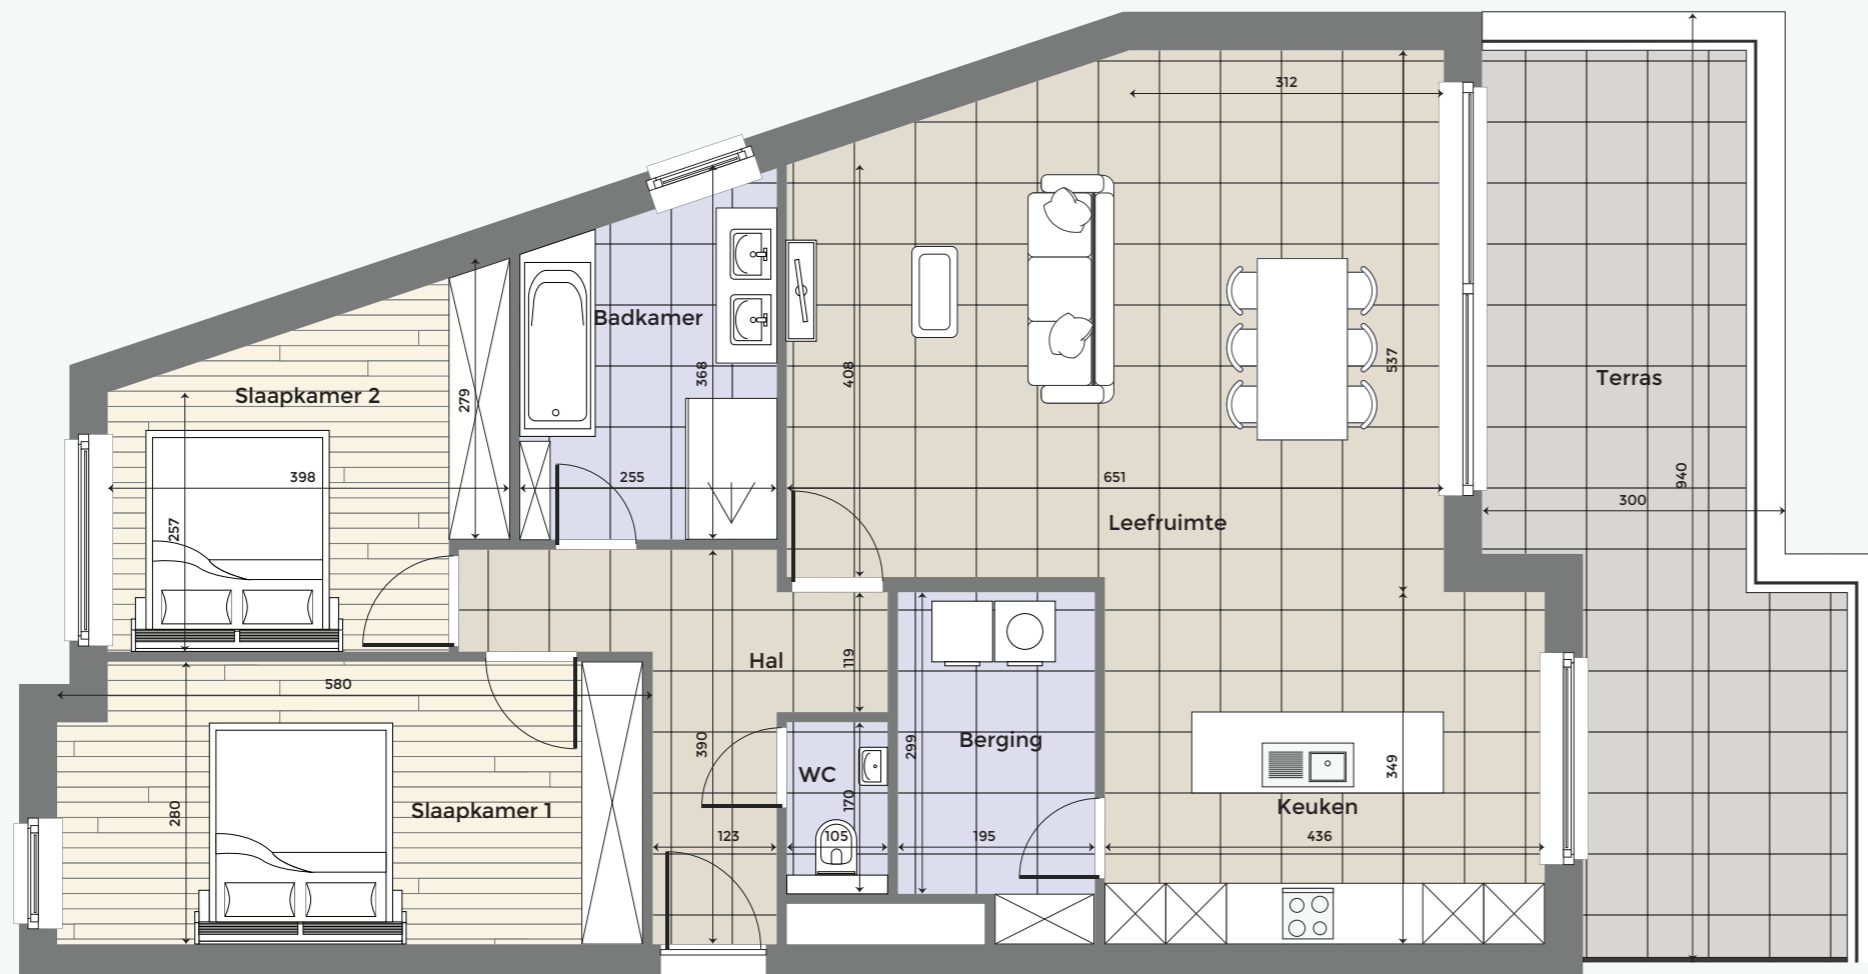 312
Badkamer
Terras
Slaapkamer 2
279
368
408
537
398
255
651
940
300
257
Leefruimte
Hal
119
580
390
299
Berging
WC
349
280
170
Slaapkamer 1
Keuken
123
105
195
436